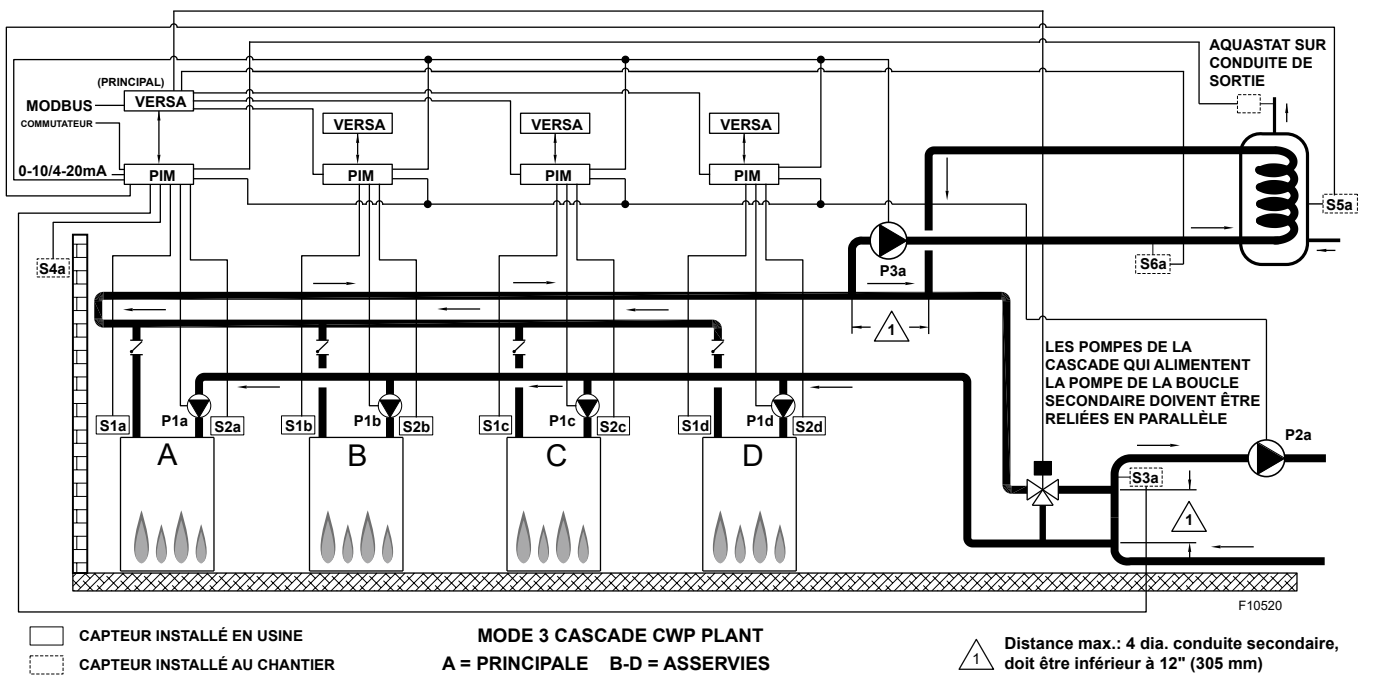 AQUASTAT SUR
CONDUITE DE
SORTIE
(PRINCIPAL)
MODBUS
VERSA
COMMUTATEUR
VERSA
VERSA
VERSA
0-10/4-20mA
PIM
PIM
PIM
PIM
S5a
S4a
P3a
S6a
1
LES POMPES DE LA
CASCADE QUI ALIMENTENT
LA POMPE DE LA BOUCLE
SECONDAIRE DOIVENT ÊTRE
RELIÉES EN PARALLÈLE
S1a
P1a
S2a
S1b
P1b
S2b
S1c
P1c
S2c
S1d
P1d
S2d
P2a
A
B
C
D
S3a
1
F10520
CAPTEUR INSTALLÉ EN USINE
CAPTEUR INSTALLÉ AU CHANTIER
MODE 3 CASCADE CWP PLANT
A = PRINCIPALE B-D = ASSERVIES
1
Distance max.: 4 dia. conduite secondaire,
doit être inférieur à 12" (305 mm)